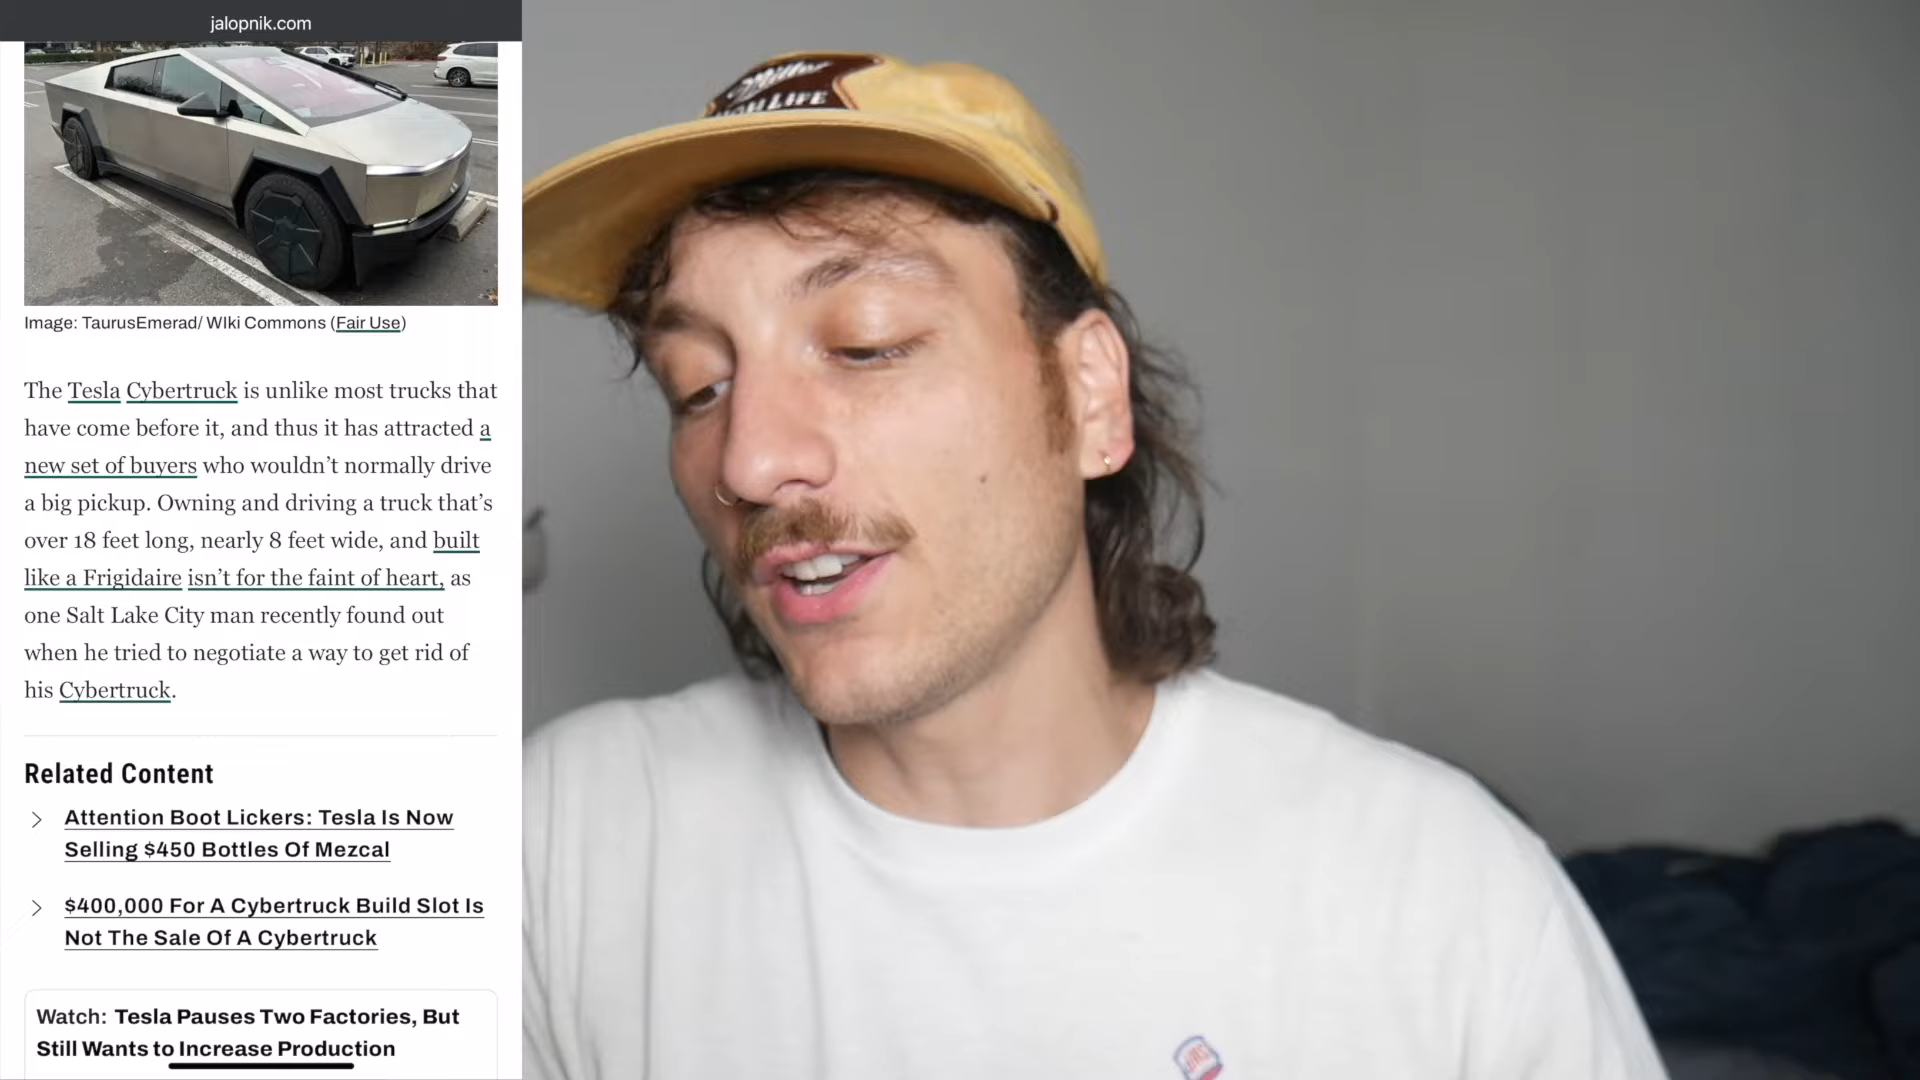 jalopnik.com
Miller
HIGH LIFE
Image: TaurusEmerad/ WIki Commons (Fair Use)
The Tesla Cybertruck is unlike most trucks that
have come before it, and thus it has attracted a
new set of buyers who wouldn’t normally drive
a big pickup. Owning and driving a truck that’s
over 18 feet long, nearly 8 feet wide, and built
like a Frigidaire isn’t for the faint of heart, as
one Salt Lake City man recently found out
when he tried to negotiate a way to get rid of
his Cybertruck.
Related Content
Attention Boot Lickers: Tesla Is Now
Selling $450 Bottles Of Mezcal
$400,000 For A Cybertruck Build Slot Is
Not The Sale Of A Cybertruck
Watch: Tesla Pauses Two Factories, But
Still Wants to Increase Production